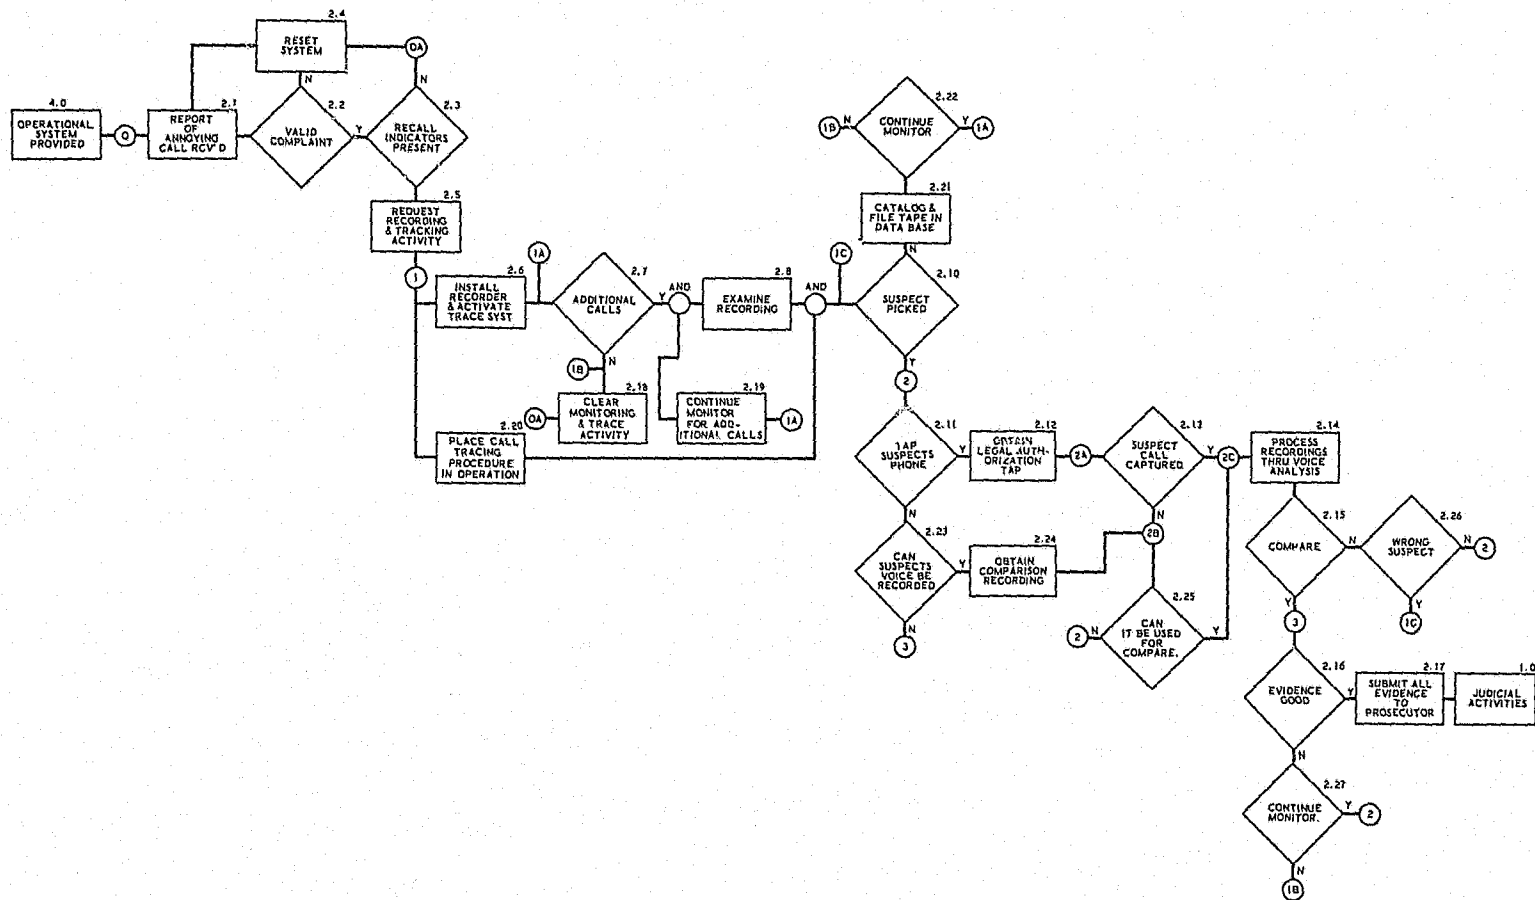 2.4
RESET
SYSTEM
0A
N
N
4.0
OPERATIONAL
SYSTEM
PROVIDED
0
2.1
REPORT
OF
ANNOYING
CALL RCV'D
2.2
VALID
COMPLAINT
Y
2.3
RECALL
INDICATORS
PRESENT
2.5
REQUEST
RECORDING
& TRACKING
ACTIVITY
1
2.6
INSTALL
RECORDER
& ACTIVATE
TRACE SYST
1A
2.7
ADDITIONAL
CALLS
Y
AND
N
2.8
EXAMINE
RECORDING
AND
1C
2.10
SUSPECT
PICKED
N
Y
2
2.21
CATALOG &
FILE TAPE IN
DATA BASE
2.22
CONTINUE
MONITOR
1B
N
Y
1A
1B
2.18
CLEAR
MONITORING
& TRACE
ACTIVITY
0A
2.19
CONTINUE
MONITOR
FOR ADD-
ITIONAL CALLS
1A
2.20
PLACE CALL
TRACING
PROCEDURE
IN OPERATION
2.11
TAP
SUSPECTS
PHONE
Y
N
2.12
OBTAIN
LEGAL AUTH-
ORIZATION
TAP
2A
2.13
SUSPECT
CALL
CAPTURED
Y
N
2C
2.14
PROCESS
RECORDINGS
THRU VOICE
ANALYSIS
2.23
CAN
SUSPECTS
VOICE BE
RECORDED
Y
N
3
2.24
OBTAIN
COMPARISON
RECORDING
2B
2.25
CAN
IT BE USED
FOR
COMPARE.
2
N
Y
2.15
COMPARE
N
Y
3
2.26
WRONG
SUSPECT
N
2
Y
1C
2.16
EVIDENCE
GOOD
Y
N
2.17
SUBMIT ALL
EVIDENCE
TO
PROSECUTOR
1.0
JUDICIAL
ACTIVITIES
2.27
CONTINUE
MONITOR.
Y
2
N
1B